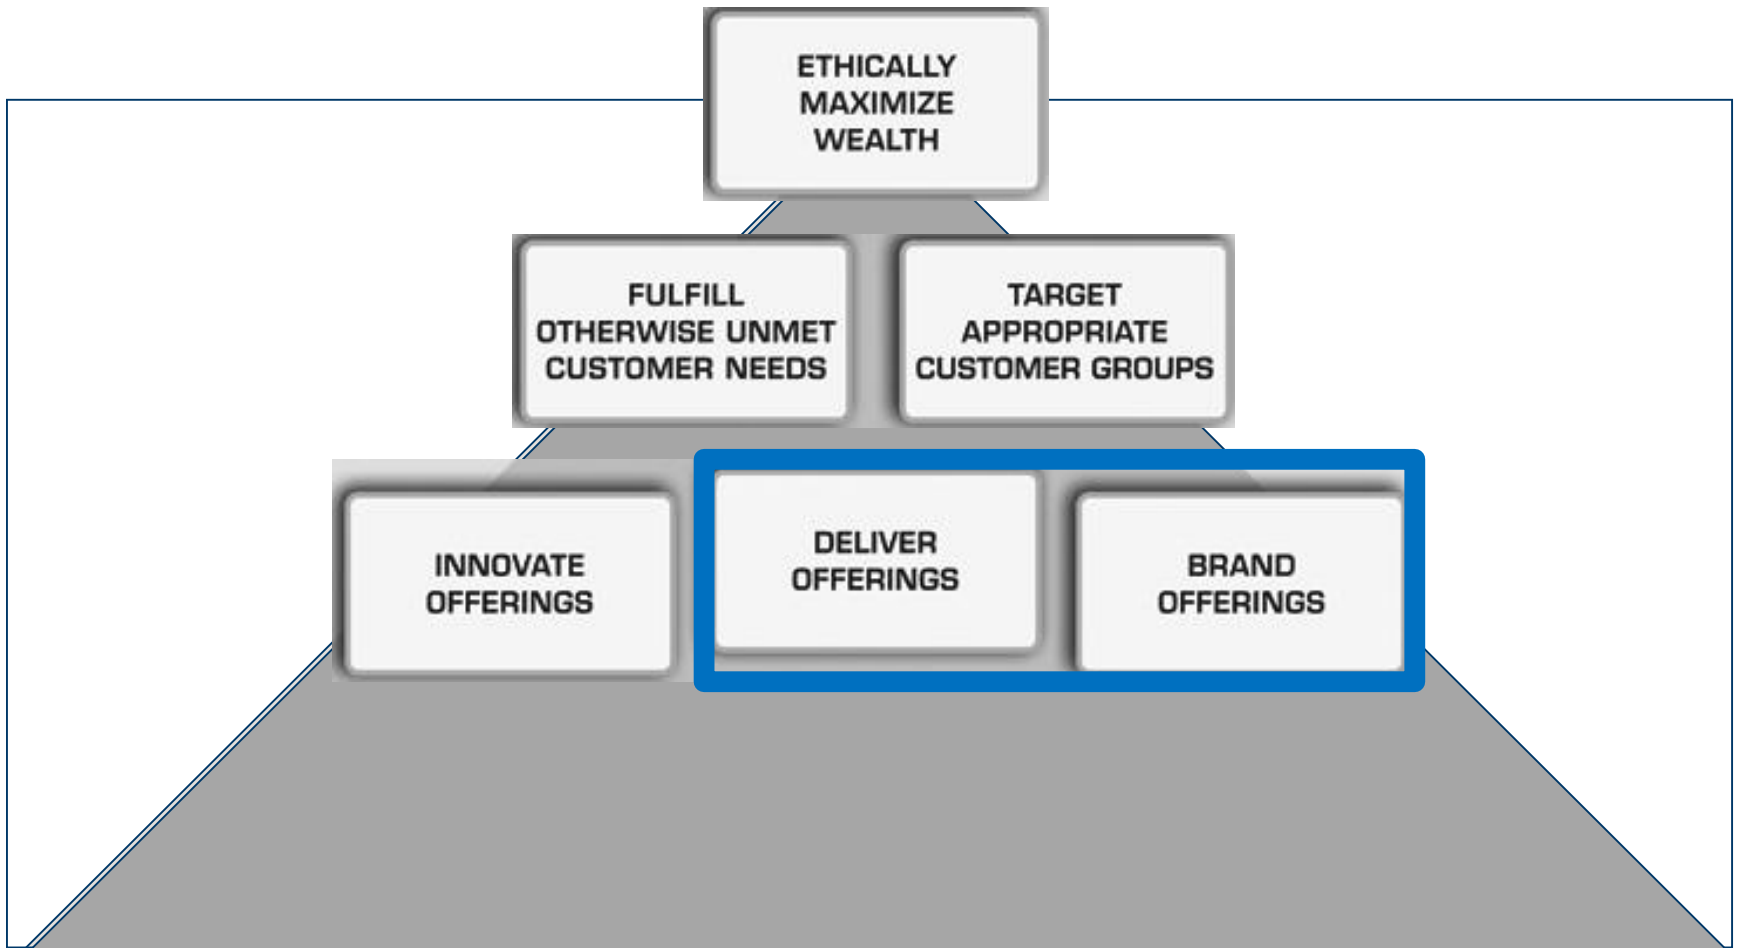 ETHICALLY
MAXIMIZE
WEALTH
FULFILL
OTHERWISE UNMET
CUSTOMER NEEDS
TARGET
APPROPRIATE
CUSTOMER GROUPS
INNOVATE
OFFERINGS
DELIVER
OFFERINGS
BRAND
OFFERINGS